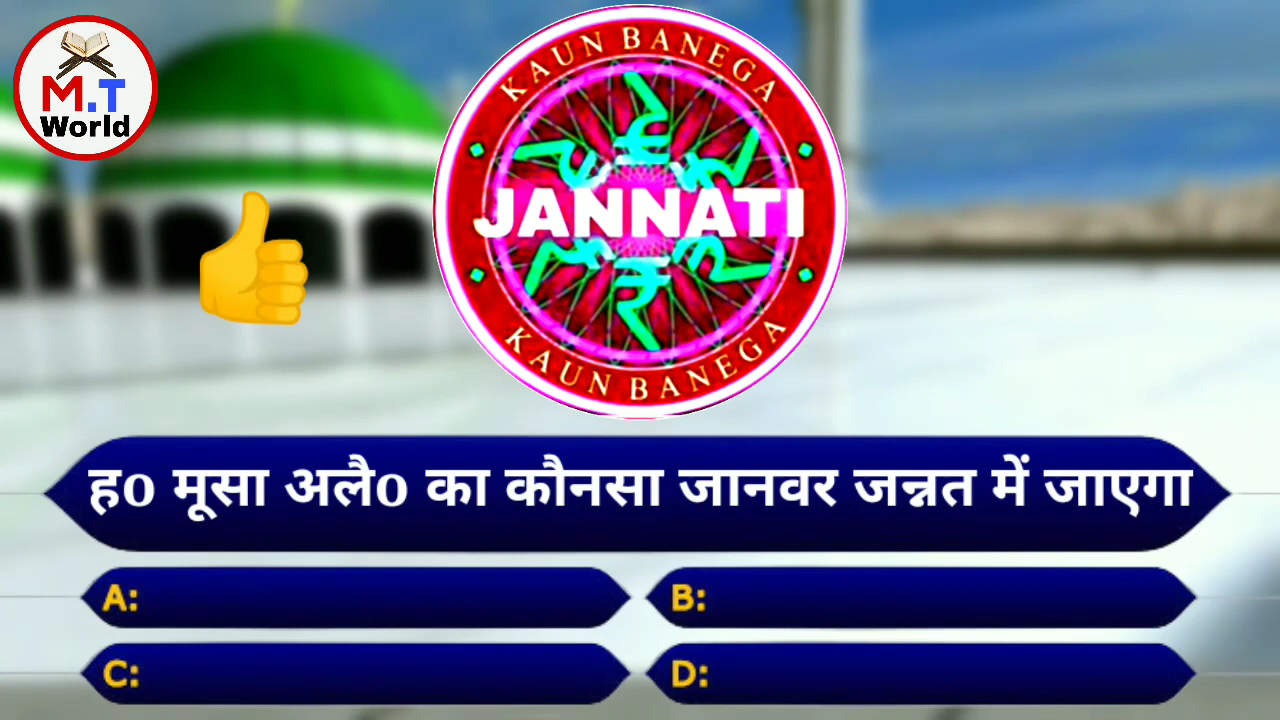 M.T
World
KAUN BANEGA
JANNATI
KAUN BANEGA
ह0 मूसा अलै0 का कौनसा जानवर जन्नत में जाएगा
A:
B:
C:
D: